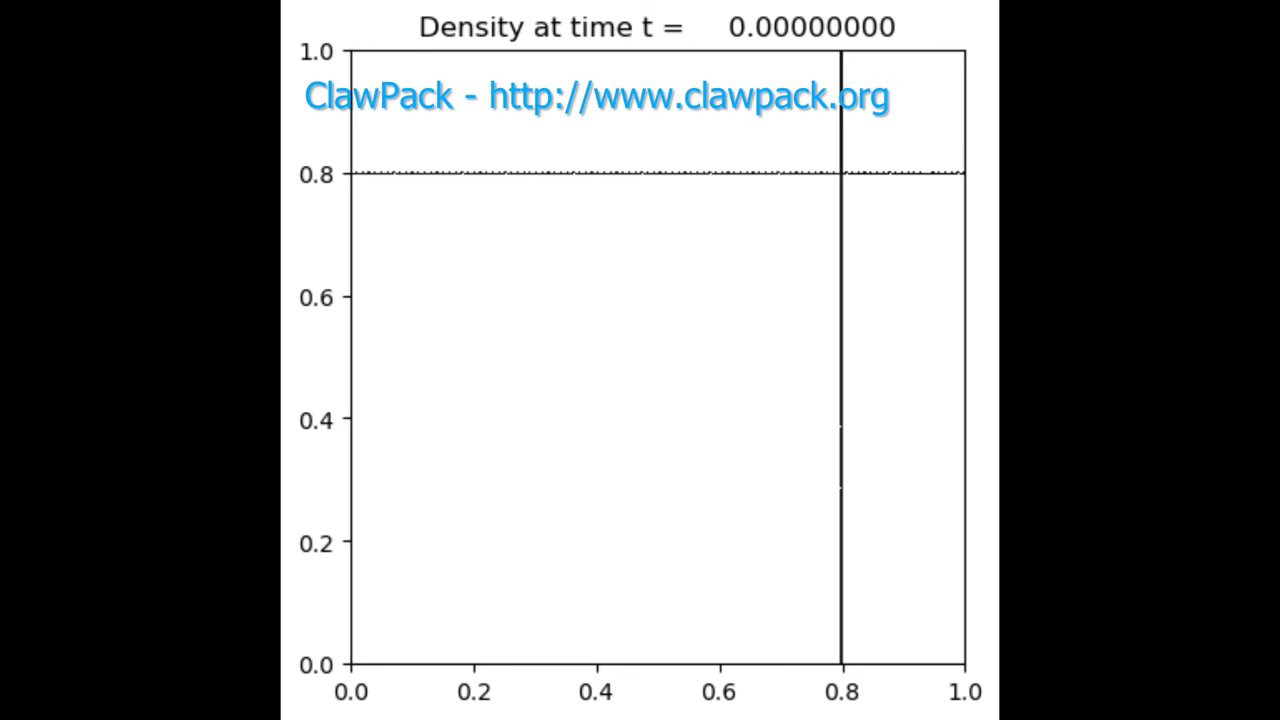 Density at time t = 0.00000000
ClawPack - http://www.clawpack.org
1.0
0.8
0.6
0.4
0.2
0.0
0.0 0.2 0.4 0.6 0.8 1.0